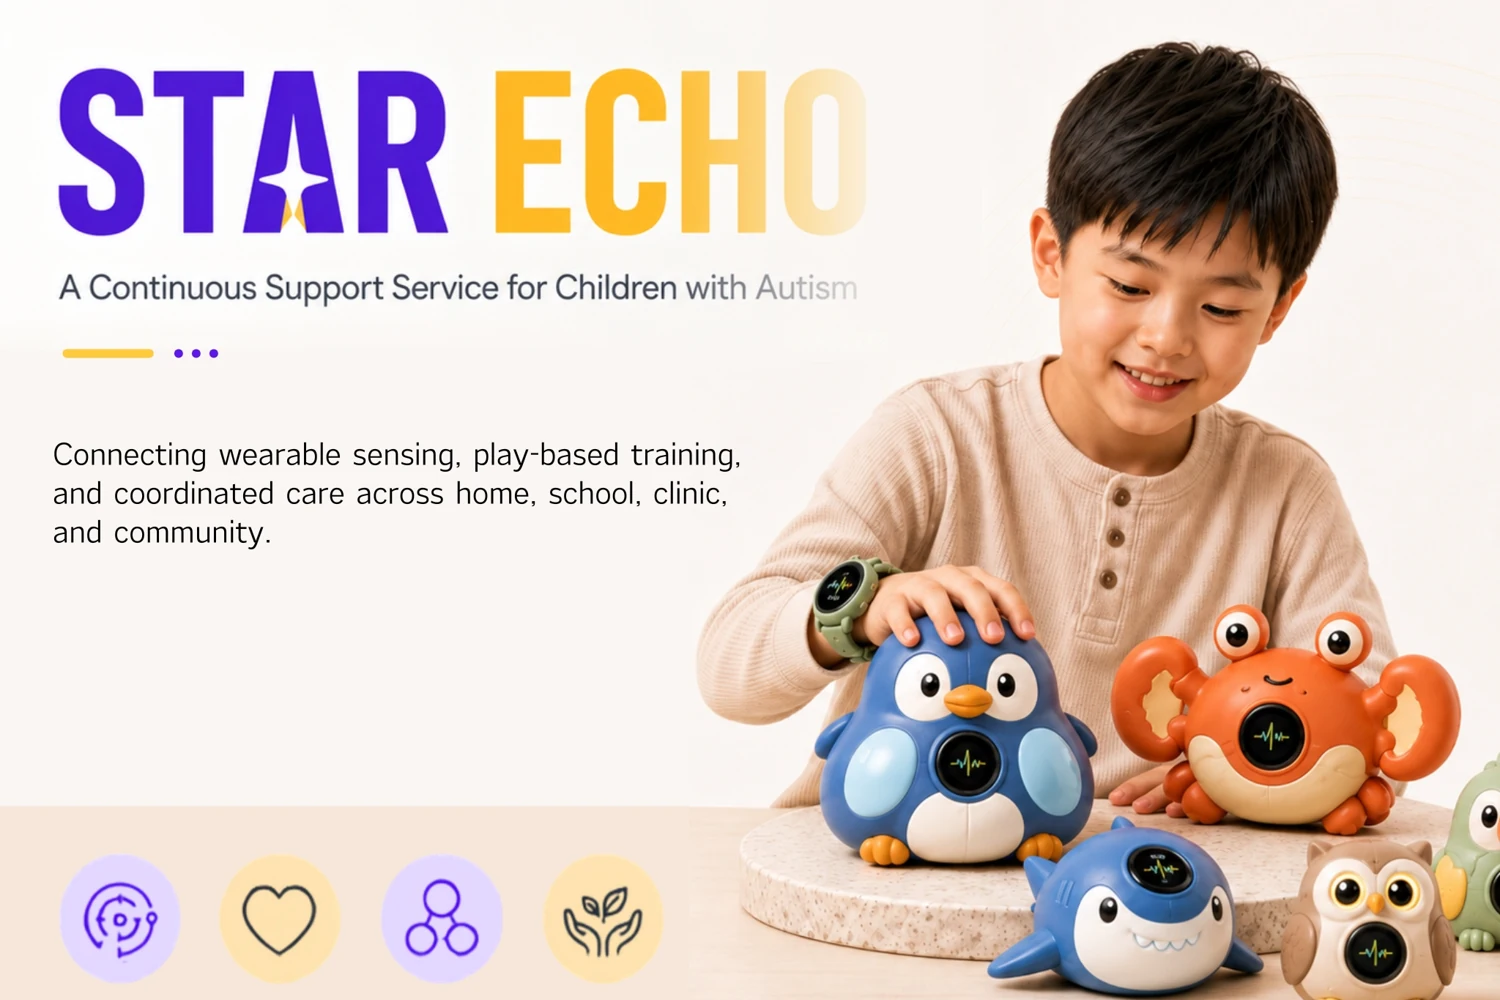 STAR ECHO
A Continuous Support Service for Children with Autism
Connecting wearable sensing, play-based training,
and coordinated care across home, school, clinic,
and community.